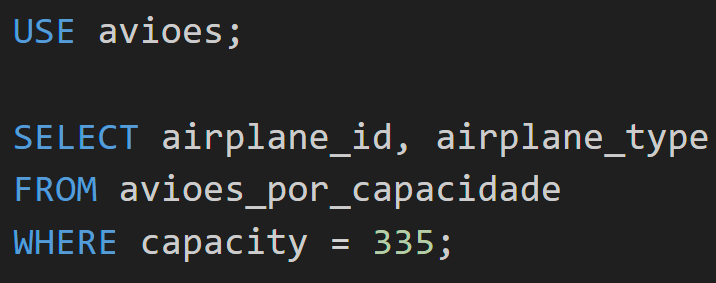 USE avioes;
SELECT airplane_id, airplane_type
FROM avioes_por_capacidade
WHERE capacity = 335;